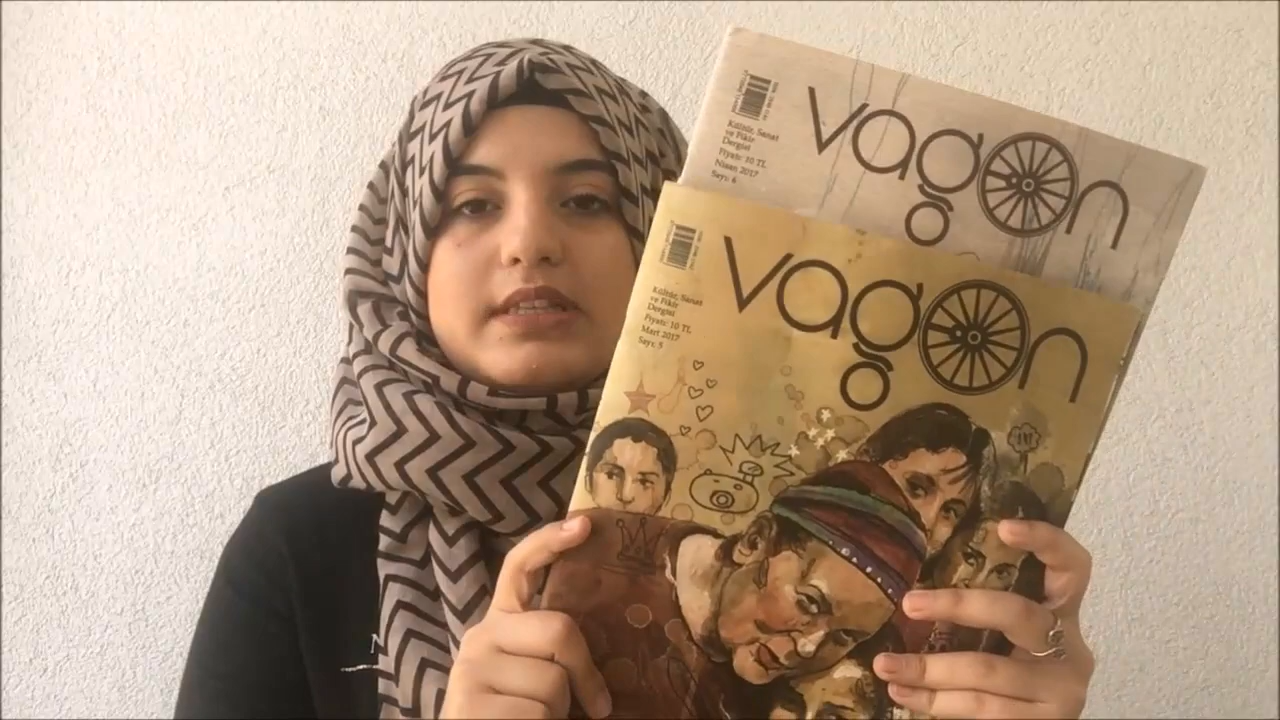 vagon
Kültür, Sanat
ve Fikir
Dergisi
Fiyatı: 10 TL
Nisan 2017
Sayı: 6
vagon
Kültür, Sanat
ve Fikir
Dergisi
Fiyatı: 10 TL
Mart 2017
Sayı: 5
N